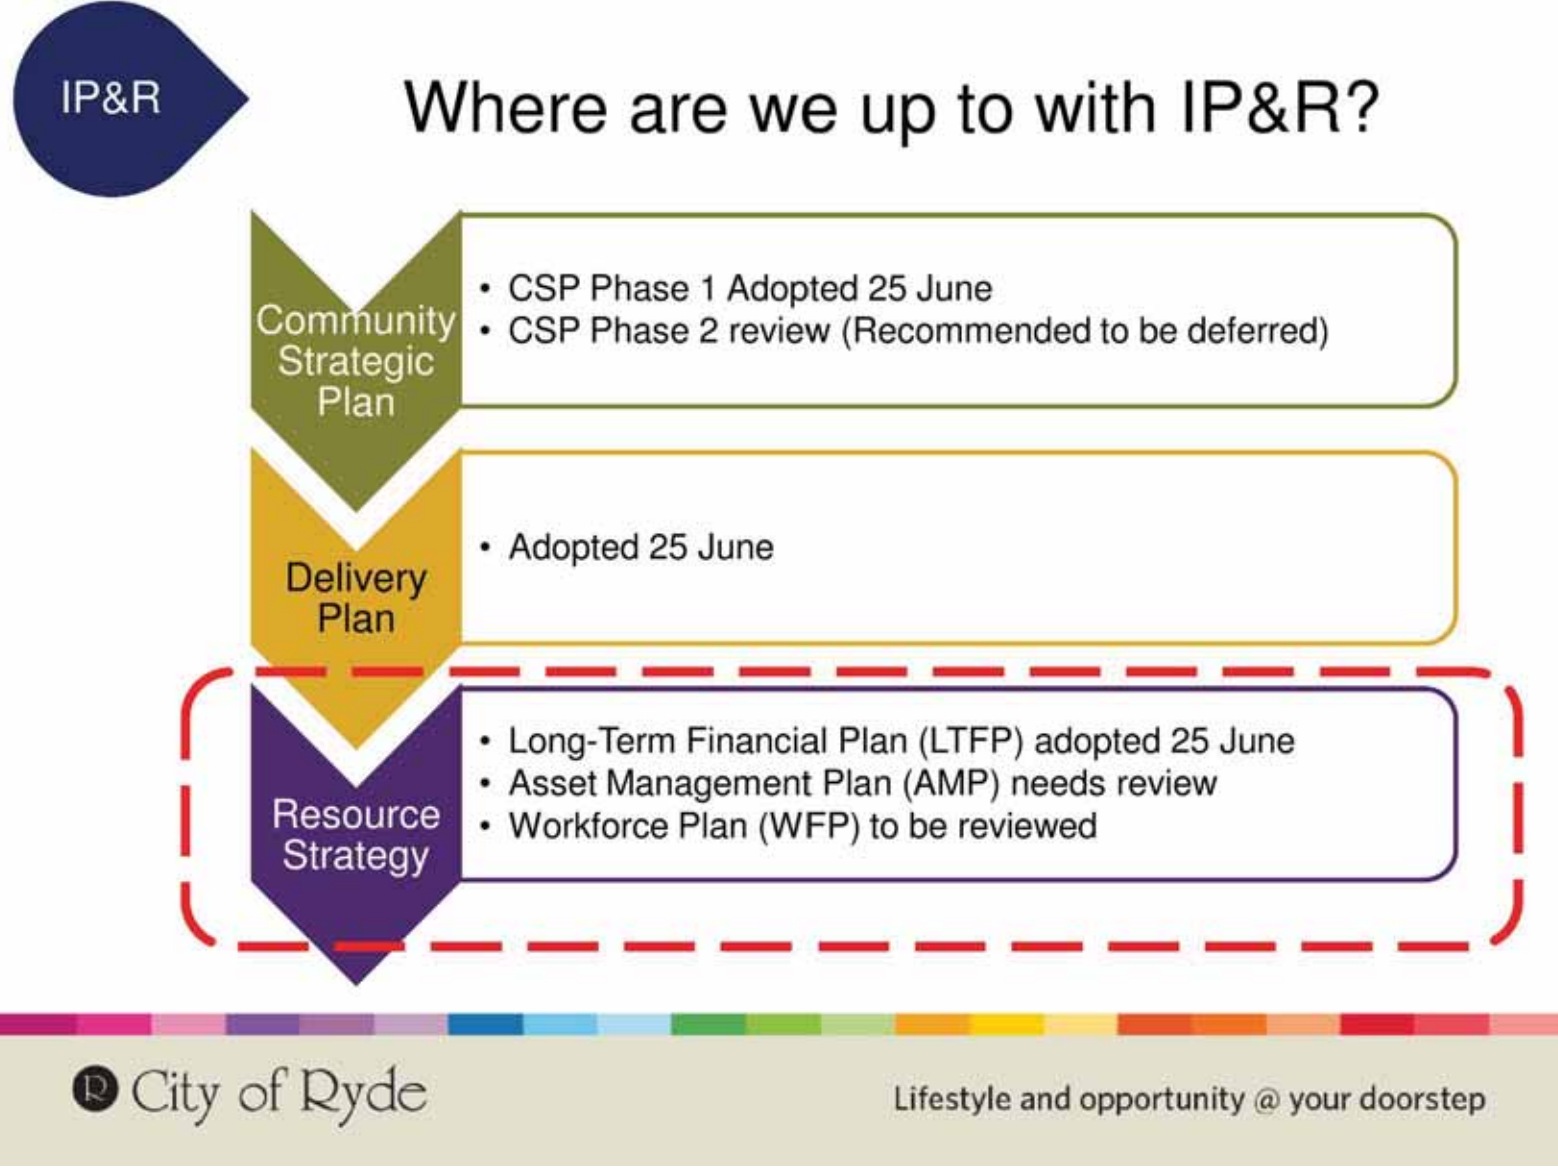 IP&R
Where are we up to with IP&R?
Community
Strategic
Plan
• CSP Phase 1 Adopted 25 June
• CSP Phase 2 review (Recommended to be deferred)
Delivery
Plan
• Adopted 25 June
Resource
Strategy
• Long-Term Financial Plan (LTFP) adopted 25 June
• Asset Management Plan (AMP) needs review
• Workforce Plan (WFP) to be reviewed
R City of Ryde
Lifestyle and opportunity @ your doorstep